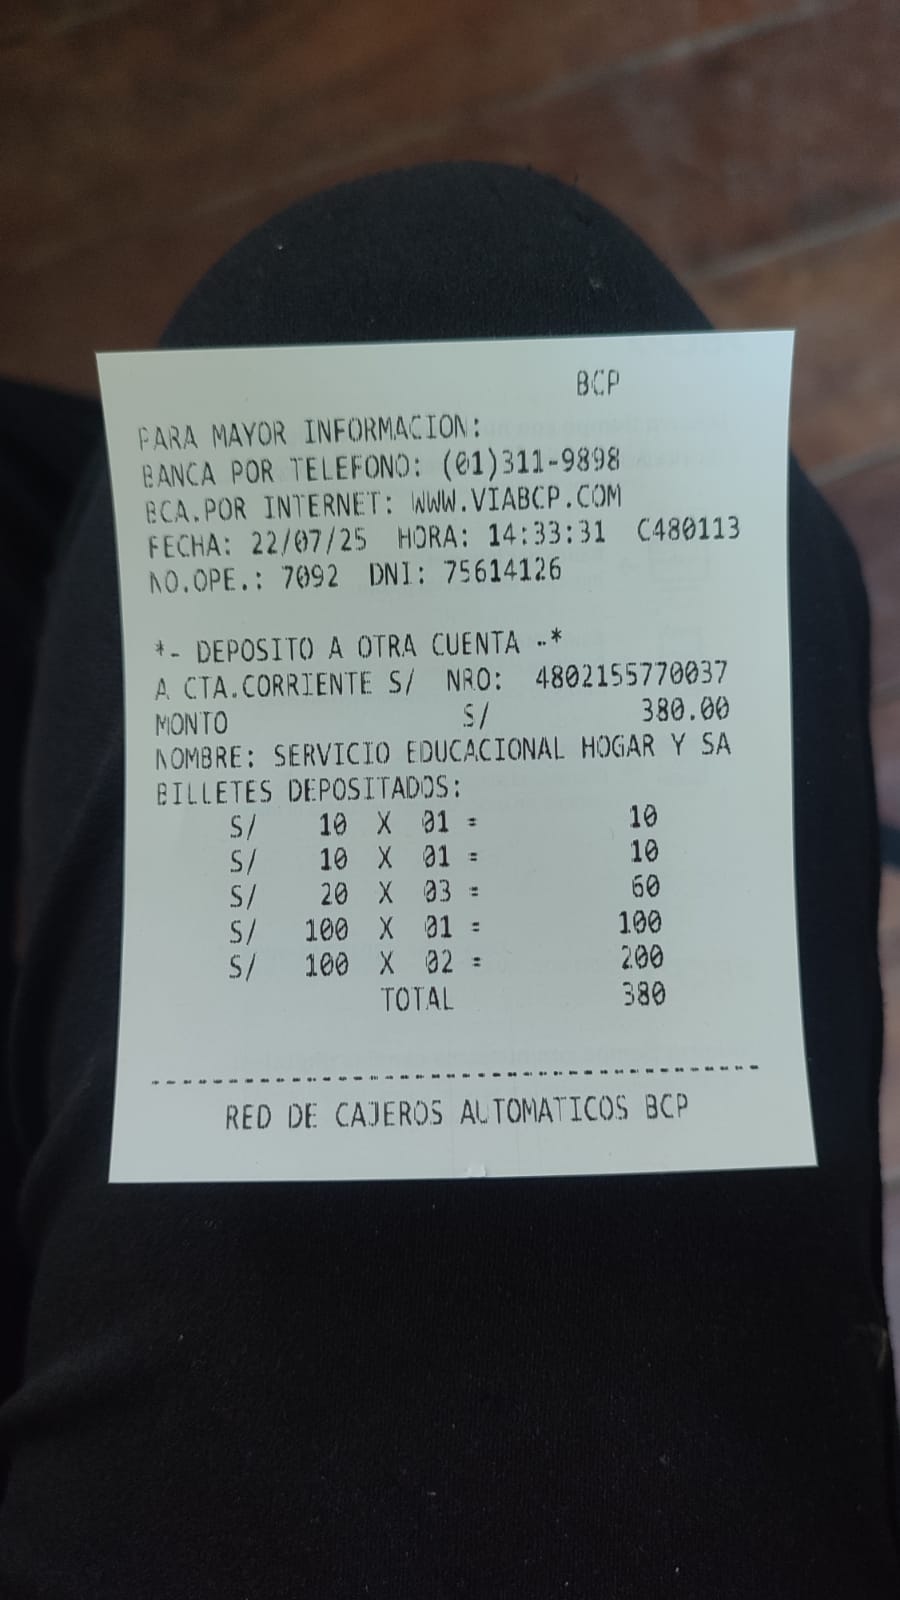 BCP
PARA MAYOR INFORMACION:
BANCA POR TELEFONO: (01)311-9898
BCA.POR INTERNET: WWW.VIABCP.COM
FECHA: 22/07/25 HORA: 14:33:31 C480113
NO.OPE.: 7092 DNI: 75614126
*- DEPOSITO A OTRA CUENTA -*
A CTA.CORRIENTE S/ NRO: 4802155770037
MONTO S/ 380.00
NOMBRE: SERVICIO EDUCACIONAL HOGAR Y SA
BILLETES DEPOSITADOS:
S/ 10 X 01 = 10
S/ 10 X 01 = 10
S/ 20 X 03 = 60
S/ 100 X 01 = 100
S/ 100 X 02 = 200
TOTAL 380
--------------------------------------
RED DE CAJEROS AUTOMATICOS BCP